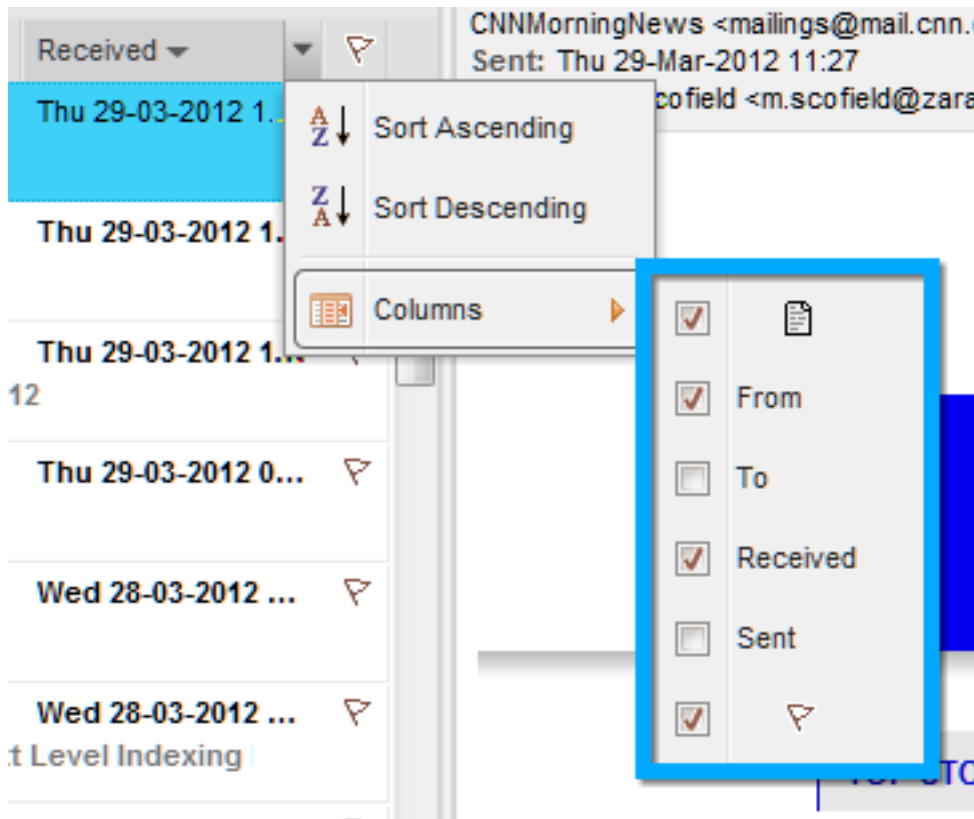 Received
CNNMorningNews <mailings@mail.cnn.
Sent: Thu 29-Mar-2012 11:27
cofield <m.scofield@zara
Thu 29-03-2012 1...
Sort Ascending
Sort Descending
Thu 29-03-2012 1.
Columns
Thu 29-03-2012 1...
12
From
Thu 29-03-2012 0...
To
Received
Wed 28-03-2012 ...
Sent
Wed 28-03-2012 ...
t Level Indexing